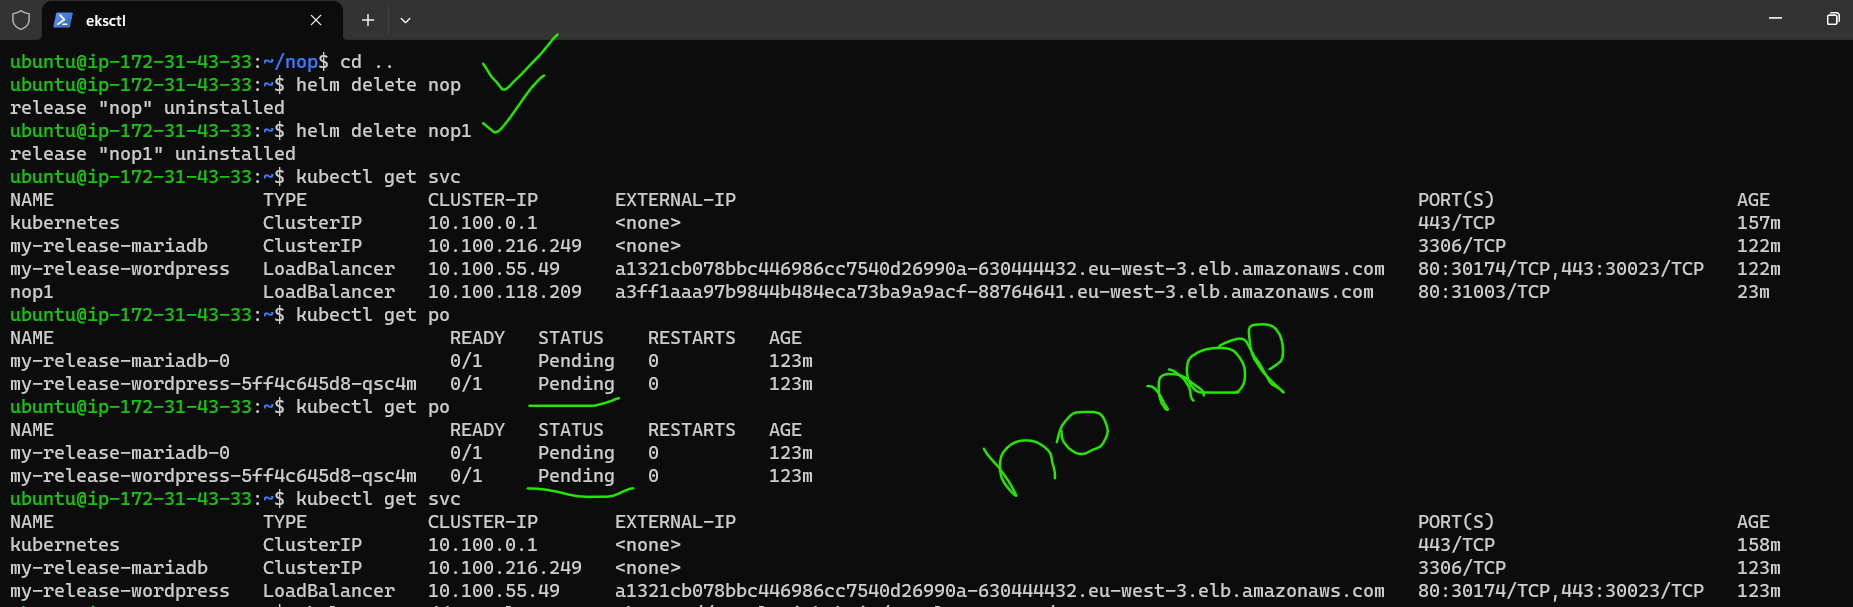 eksctl
ubuntu@ip-172-31-43-33:~/nop$ cd ..
ubuntu@ip-172-31-43-33:~$ helm delete nop
release "nop" uninstalled
ubuntu@ip-172-31-43-33:~$ helm delete nop1
release "nop1" uninstalled
ubuntu@ip-172-31-43-33:~$ kubectl get svc
NAME TYPE CLUSTER-IP EXTERNAL-IP PORT(S) AGE
kubernetes ClusterIP 10.100.0.1 <none> 443/TCP 157m
my-release-mariadb ClusterIP 10.100.216.249 <none> 3306/TCP 122m
my-release-wordpress LoadBalancer 10.100.55.49 a1321cb078bbc446986cc7540d26990a-630444432.eu-west-3.elb.amazonaws.com 80:30174/TCP,443:30023/TCP 122m
nop1 LoadBalancer 10.100.118.209 a3ff1aaa97b9844b484eca73ba9a9acf-88764641.eu-west-3.elb.amazonaws.com 80:31003/TCP 23m
ubuntu@ip-172-31-43-33:~$ kubectl get po
NAME READY STATUS RESTARTS AGE
my-release-mariadb-0 0/1 Pending 0 123m
my-release-wordpress-5ff4c645d8-qsc4m 0/1 Pending 0 123m
ubuntu@ip-172-31-43-33:~$ kubectl get po
NAME READY STATUS RESTARTS AGE
my-release-mariadb-0 0/1 Pending 0 123m
my-release-wordpress-5ff4c645d8-qsc4m 0/1 Pending 0 123m
no nop
ubuntu@ip-172-31-43-33:~$ kubectl get svc
NAME TYPE CLUSTER-IP EXTERNAL-IP PORT(S) AGE
kubernetes ClusterIP 10.100.0.1 <none> 443/TCP 158m
my-release-mariadb ClusterIP 10.100.216.249 <none> 3306/TCP 123m
my-release-wordpress LoadBalancer 10.100.55.49 a1321cb078bbc446986cc7540d26990a-630444432.eu-west-3.elb.amazonaws.com 80:30174/TCP,443:30023/TCP 123m